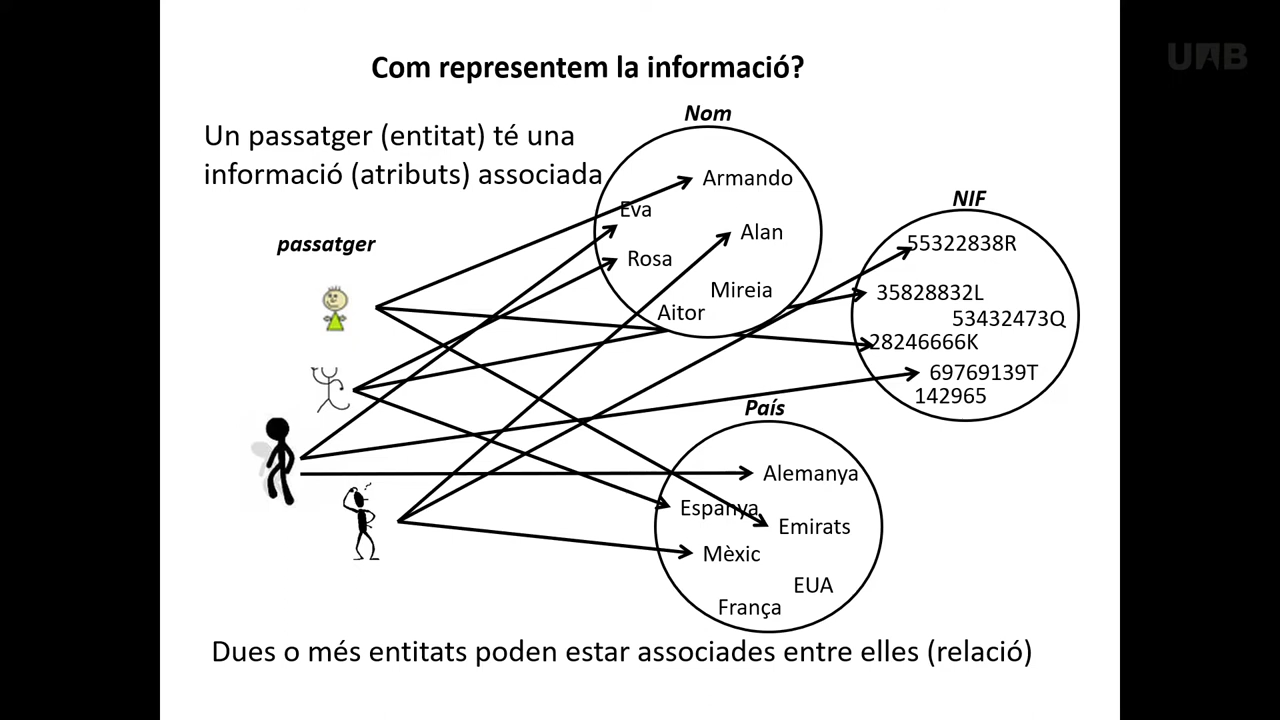 Com representem la informació?
UAB
Un passatger (entitat) té una
informació (atributs) associada
passatger
Nom
Armando
Eva
Alan
Rosa
Mireia
Aitor
NIF
55322838R
35828832L
53432473Q
28246666K
69769139T
142965
País
Alemanya
Espanya
Emirats
Mèxic
EUA
França
Dues o més entitats poden estar associades entre elles (relació)